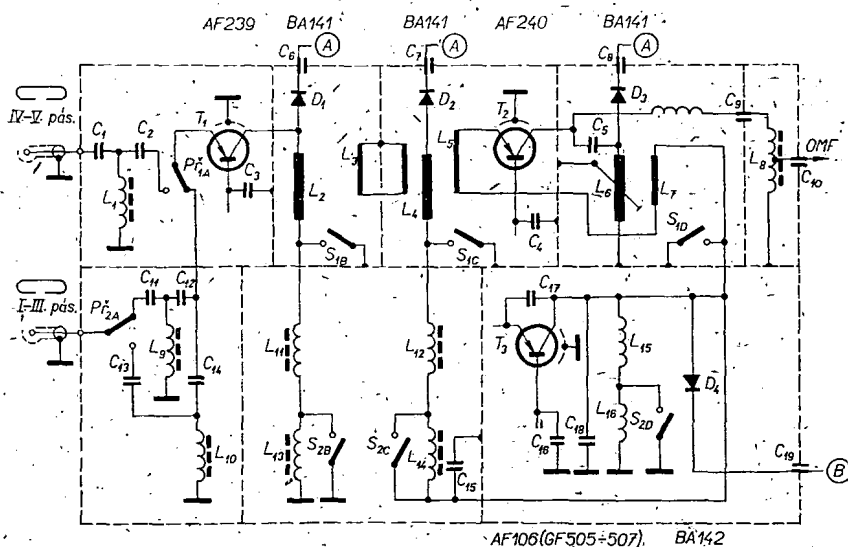 AF239 BA141 BA141 AF240 BA141
C6 A C7 A C8 A
IV-V. pás.
C1 C2 T1 D1 D2 T2 D3 C9
Př1A C3 L3 L5 C5 L8 OMF
L1 L2 L4 L6 L7 C10
C4
S1B S1C S1D
I-III. pás.
Př2A C11 C12 C17
L9 L11 L12 T3 L15
C13 C14 D4
L16
S2B S2C C16 C18 S2D
L10 L13 L14 C15 C19
B
AF106(GF505÷507). BA142